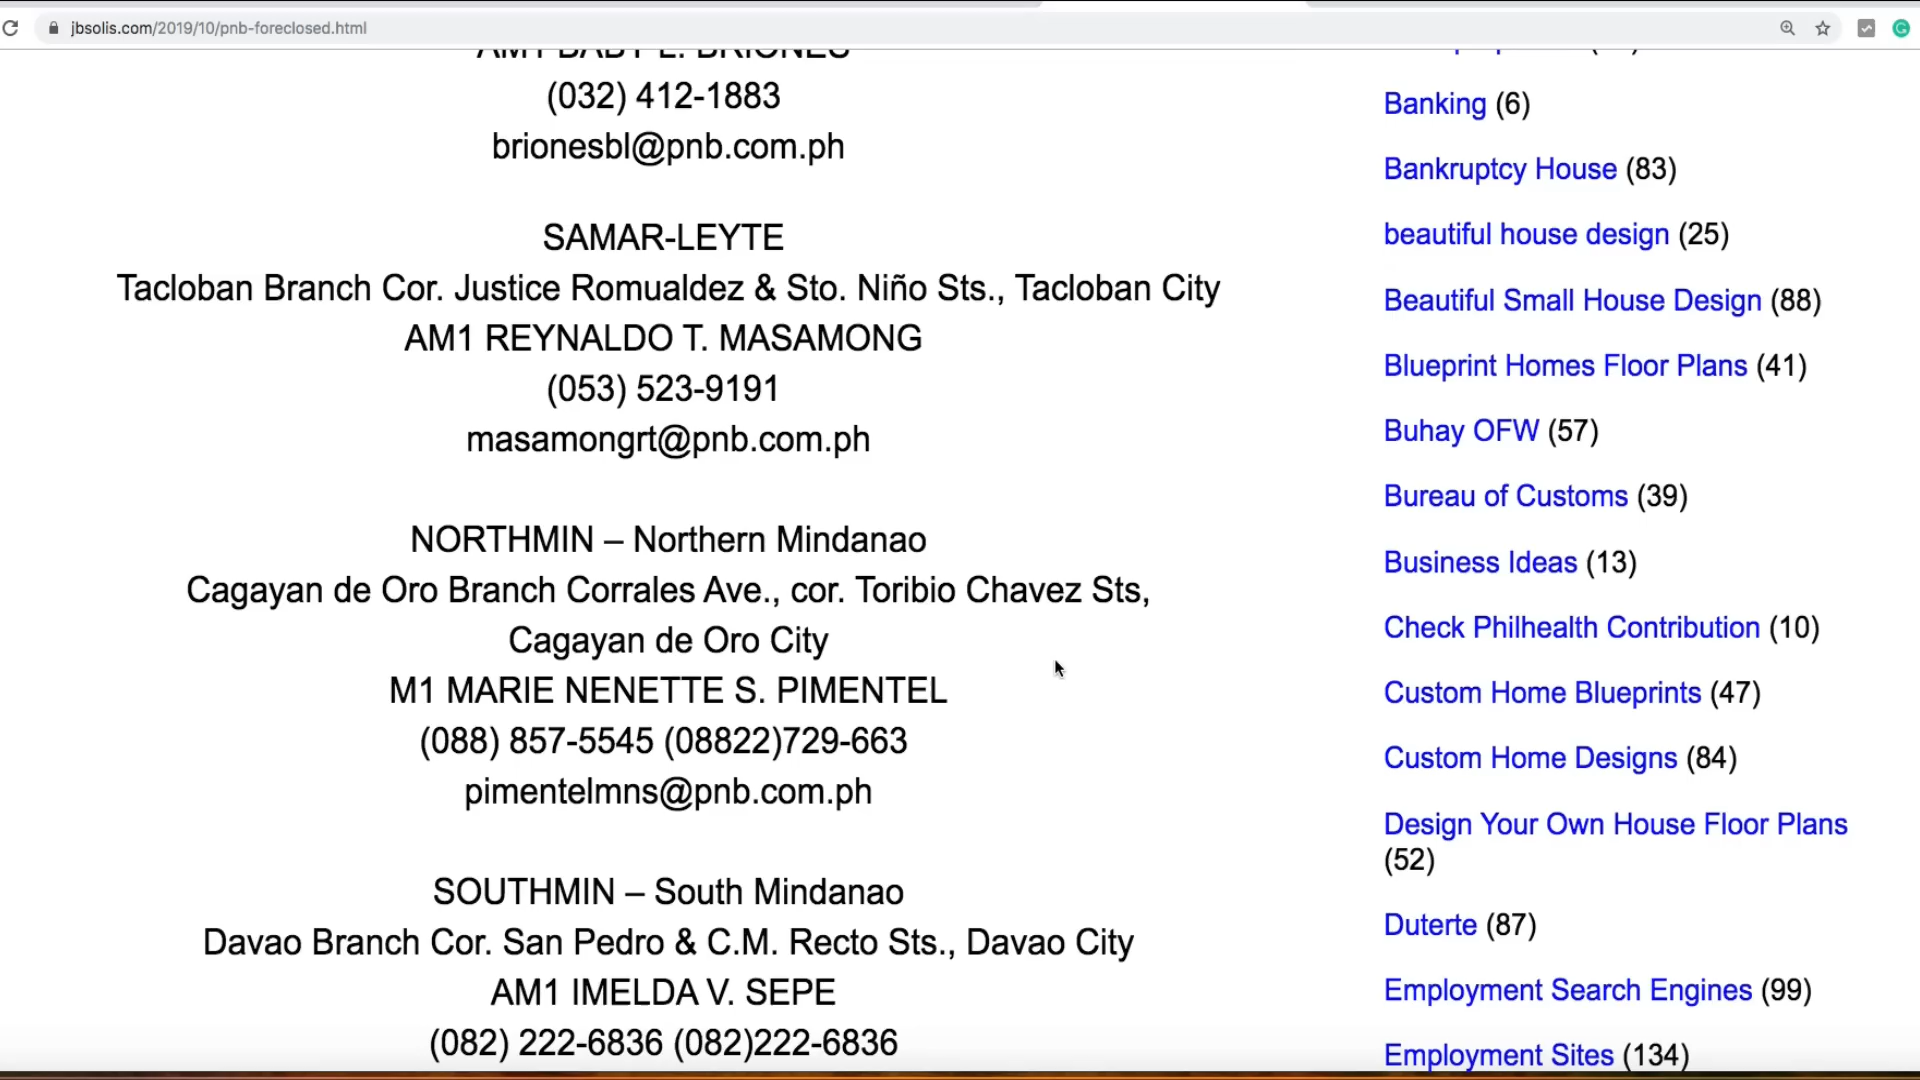 jbsolis.com/2019/10/pnb-foreclosed.html
AM1 BABY L. BRIONES
(032) 412-1883
brionesbl@pnb.com.ph
SAMAR-LEYTE
Tacloban Branch Cor. Justice Romualdez & Sto. Niño Sts., Tacloban City
AM1 REYNALDO T. MASAMONG
(053) 523-9191
masamongrt@pnb.com.ph
NORTHMIN – Northern Mindanao
Cagayan de Oro Branch Corrales Ave., cor. Toribio Chavez Sts,
Cagayan de Oro City
M1 MARIE NENETTE S. PIMENTEL
(088) 857-5545 (08822)729-663
pimentelmns@pnb.com.ph
SOUTHMIN – South Mindanao
Davao Branch Cor. San Pedro & C.M. Recto Sts., Davao City
AM1 IMELDA V. SEPE
(082) 222-6836 (082)222-6836
Banking (6)
Bankruptcy House (83)
beautiful house design (25)
Beautiful Small House Design (88)
Blueprint Homes Floor Plans (41)
Buhay OFW (57)
Bureau of Customs (39)
Business Ideas (13)
Check Philhealth Contribution (10)
Custom Home Blueprints (47)
Custom Home Designs (84)
Design Your Own House Floor Plans
(52)
Duterte (87)
Employment Search Engines (99)
Employment Sites (134)